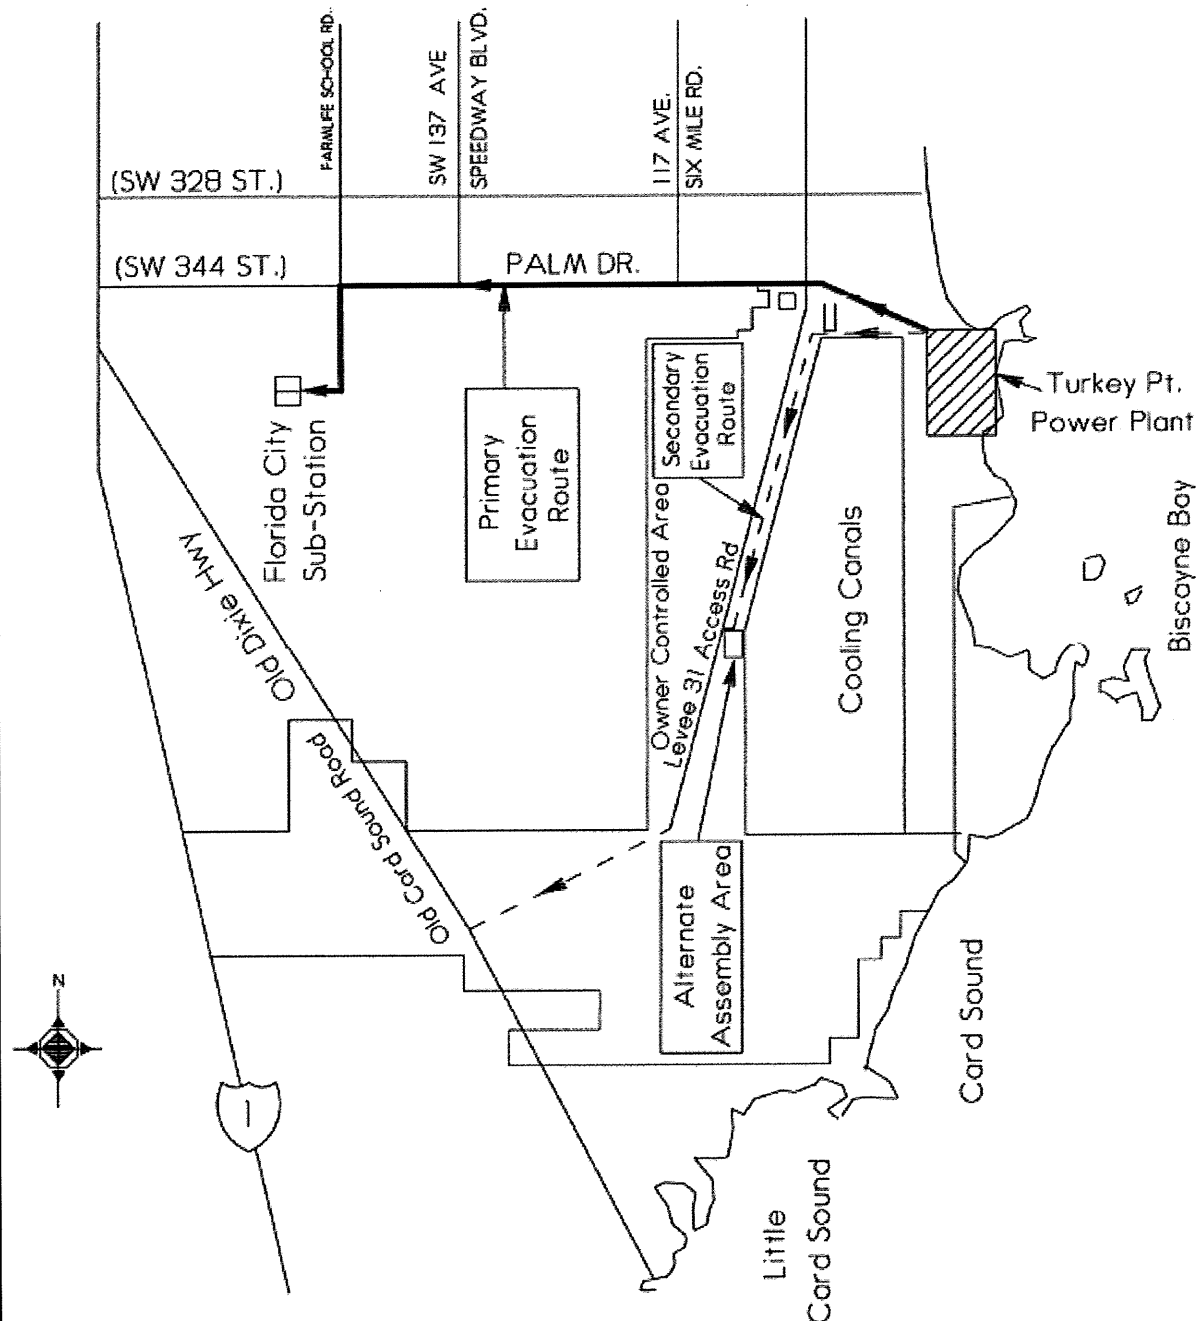 FARMLIFE SCHOOL RD.
SW 137 AVE
SPEEDWAY BLVD.
117 AVE.
SIX MILE RD.
(SW 328 ST.)
(SW 344 ST.)
PALM DR.
Florida City
Sub-Station
Primary
Evacuation
Route
Secondary
Evacuation
Route
Turkey Pt.
Power Plant
Owner Controlled Area
Levee 31 Access Rd
Cooling Canals
Biscayne Bay
Old Dixie Hwy
Old Card Sound Road
Alternate
Assembly Area
N
1
Card Sound
Little
Card Sound